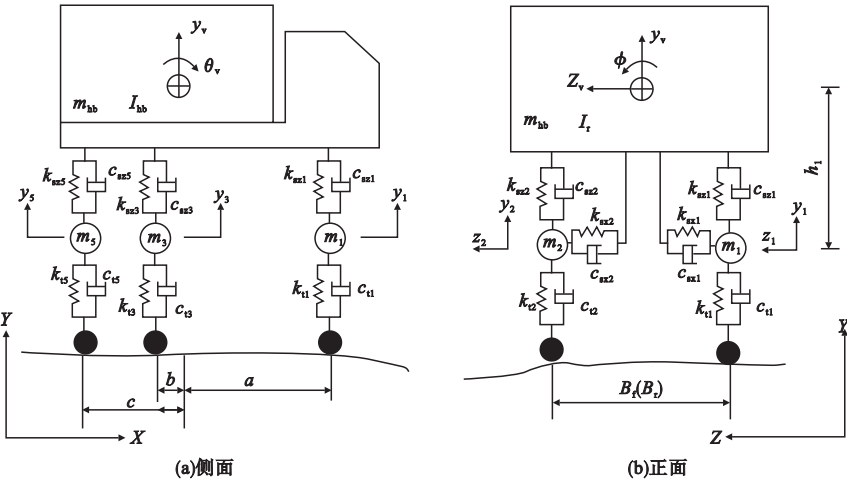 y_v
θ_v
m_hb I_hb
k_sz5 c_sz5
k_sz3 c_sz3
k_sz1 c_sz1
y_5 y_3 y_1
m_5 m_3 m_1
k_t5 c_t5
k_t3 c_t3
k_t1 c_t1
Y
b a
c
X
(a)侧面
y_v
ϕ
Z_v
m_hb I_r
h_1
k_sz2 c_sz2
k_sz1 c_sz1
k_sx2 k_sx1
y_2 y_1
z_2 z_1
m_2 m_1
c_sx2 c_sx1
k_t2 c_t2
k_t1 c_t1
Y
B_f(B_r)
Z
(b)正面